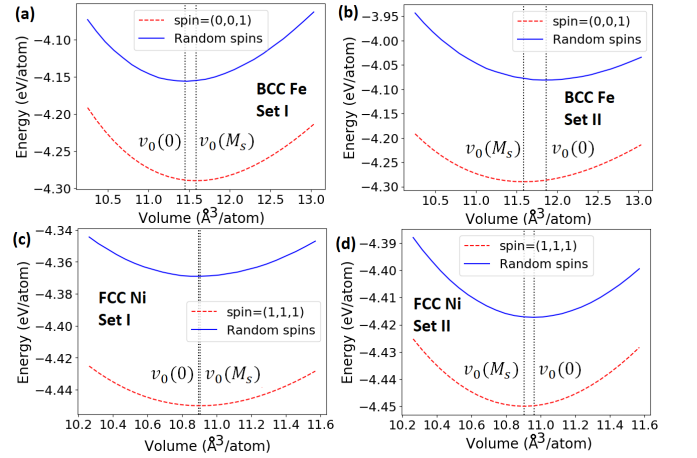 (a)
spin=(0,0,1)
Random spins
BCC Fe
Set I
v₀(0)
v₀(Mₛ)
Energy (eV/atom)
−4.10
−4.15
−4.20
−4.25
−4.30
10.5 11.0 11.5 12.0 12.5 13.0
Volume (Å³/atom)
(b)
spin=(0,0,1)
Random spins
BCC Fe
Set II
v₀(Mₛ)
v₀(0)
Energy (eV/atom)
−3.95
−4.00
−4.05
−4.10
−4.15
−4.20
−4.25
−4.30
10.5 11.0 11.5 12.0 12.5 13.0
Volume (Å³/atom)
(c)
FCC Ni
Set I
spin=(1,1,1)
Random spins
v₀(0)
v₀(Mₛ)
Energy (eV/atom)
−4.34
−4.36
−4.38
−4.40
−4.42
−4.44
10.2 10.4 10.6 10.8 11.0 11.2 11.4 11.6
Volume (Å³/atom)
(d)
spin=(1,1,1)
Random spins
FCC Ni
Set II
v₀(Mₛ)
v₀(0)
Energy (eV/atom)
−4.39
−4.40
−4.41
−4.42
−4.43
−4.44
−4.45
10.2 10.4 10.6 10.8 11.0 11.2 11.4 11.6
Volume (Å³/atom)